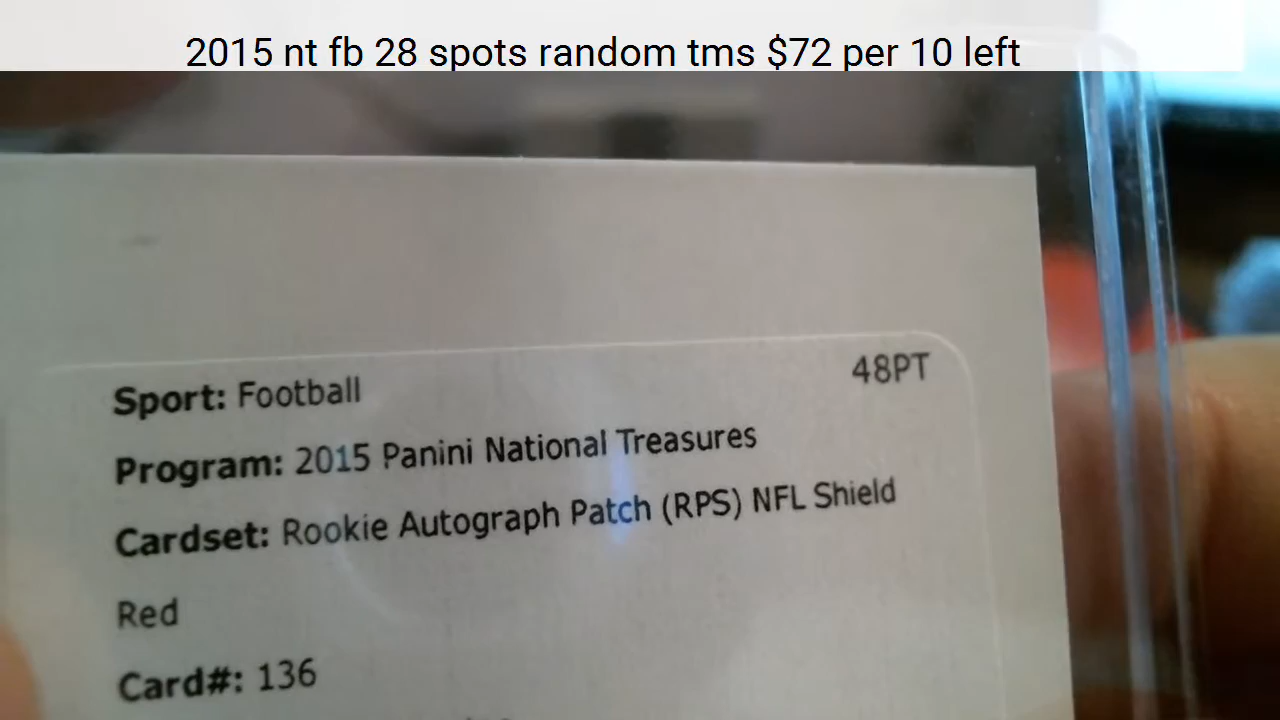 2015 nt fb 28 spots random tms $72 per 10 left
48PT
Sport: Football
Program: 2015 Panini National Treasures
Cardset: Rookie Autograph Patch (RPS) NFL Shield
Red
Card#: 136